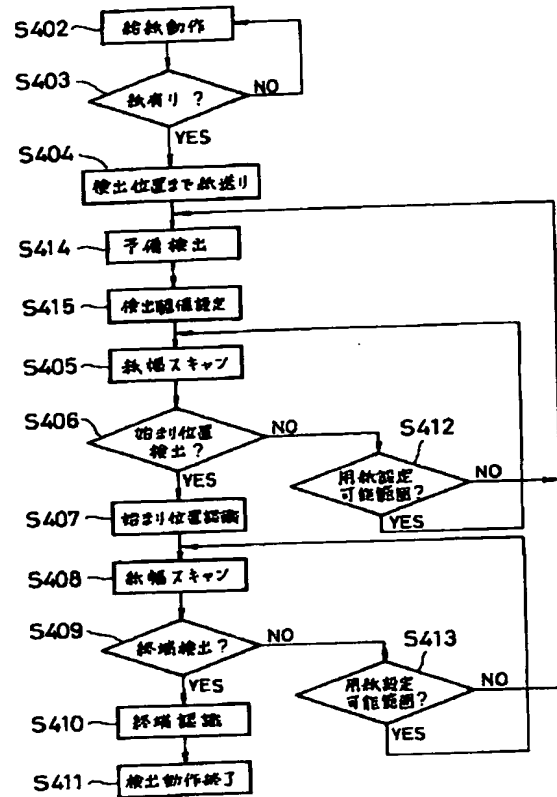 S402
給紙動作
S403
紙有り?
NO
YES
S404
検出位置まで紙送り
S414
予備検出
S415
検出閾値設定
S405
紙幅スキャン
S406
始まり位置
検出?
NO
YES
S412
用紙設定
可能範囲?
NO
YES
S407
始まり位置認識
S408
紙幅スキャン
S409
終端検出?
NO
YES
S413
用紙設定
可能範囲?
NO
YES
S410
終端認識
S411
検出動作終了